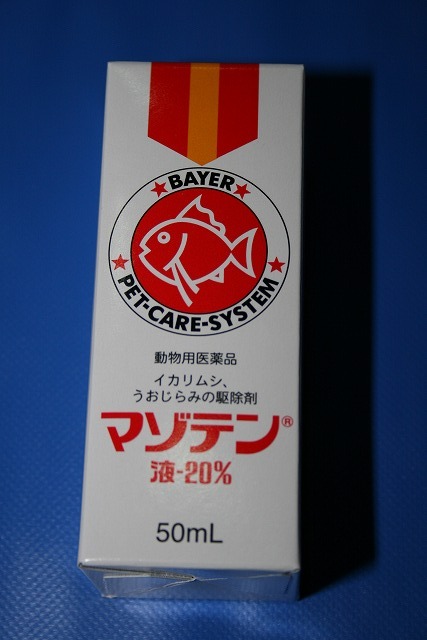 BAYER
PET-CARE-SYSTEM
動物用医薬品
イカリムシ、
うおじらみの駆除剤
マゾテン®
液-20%
50mL